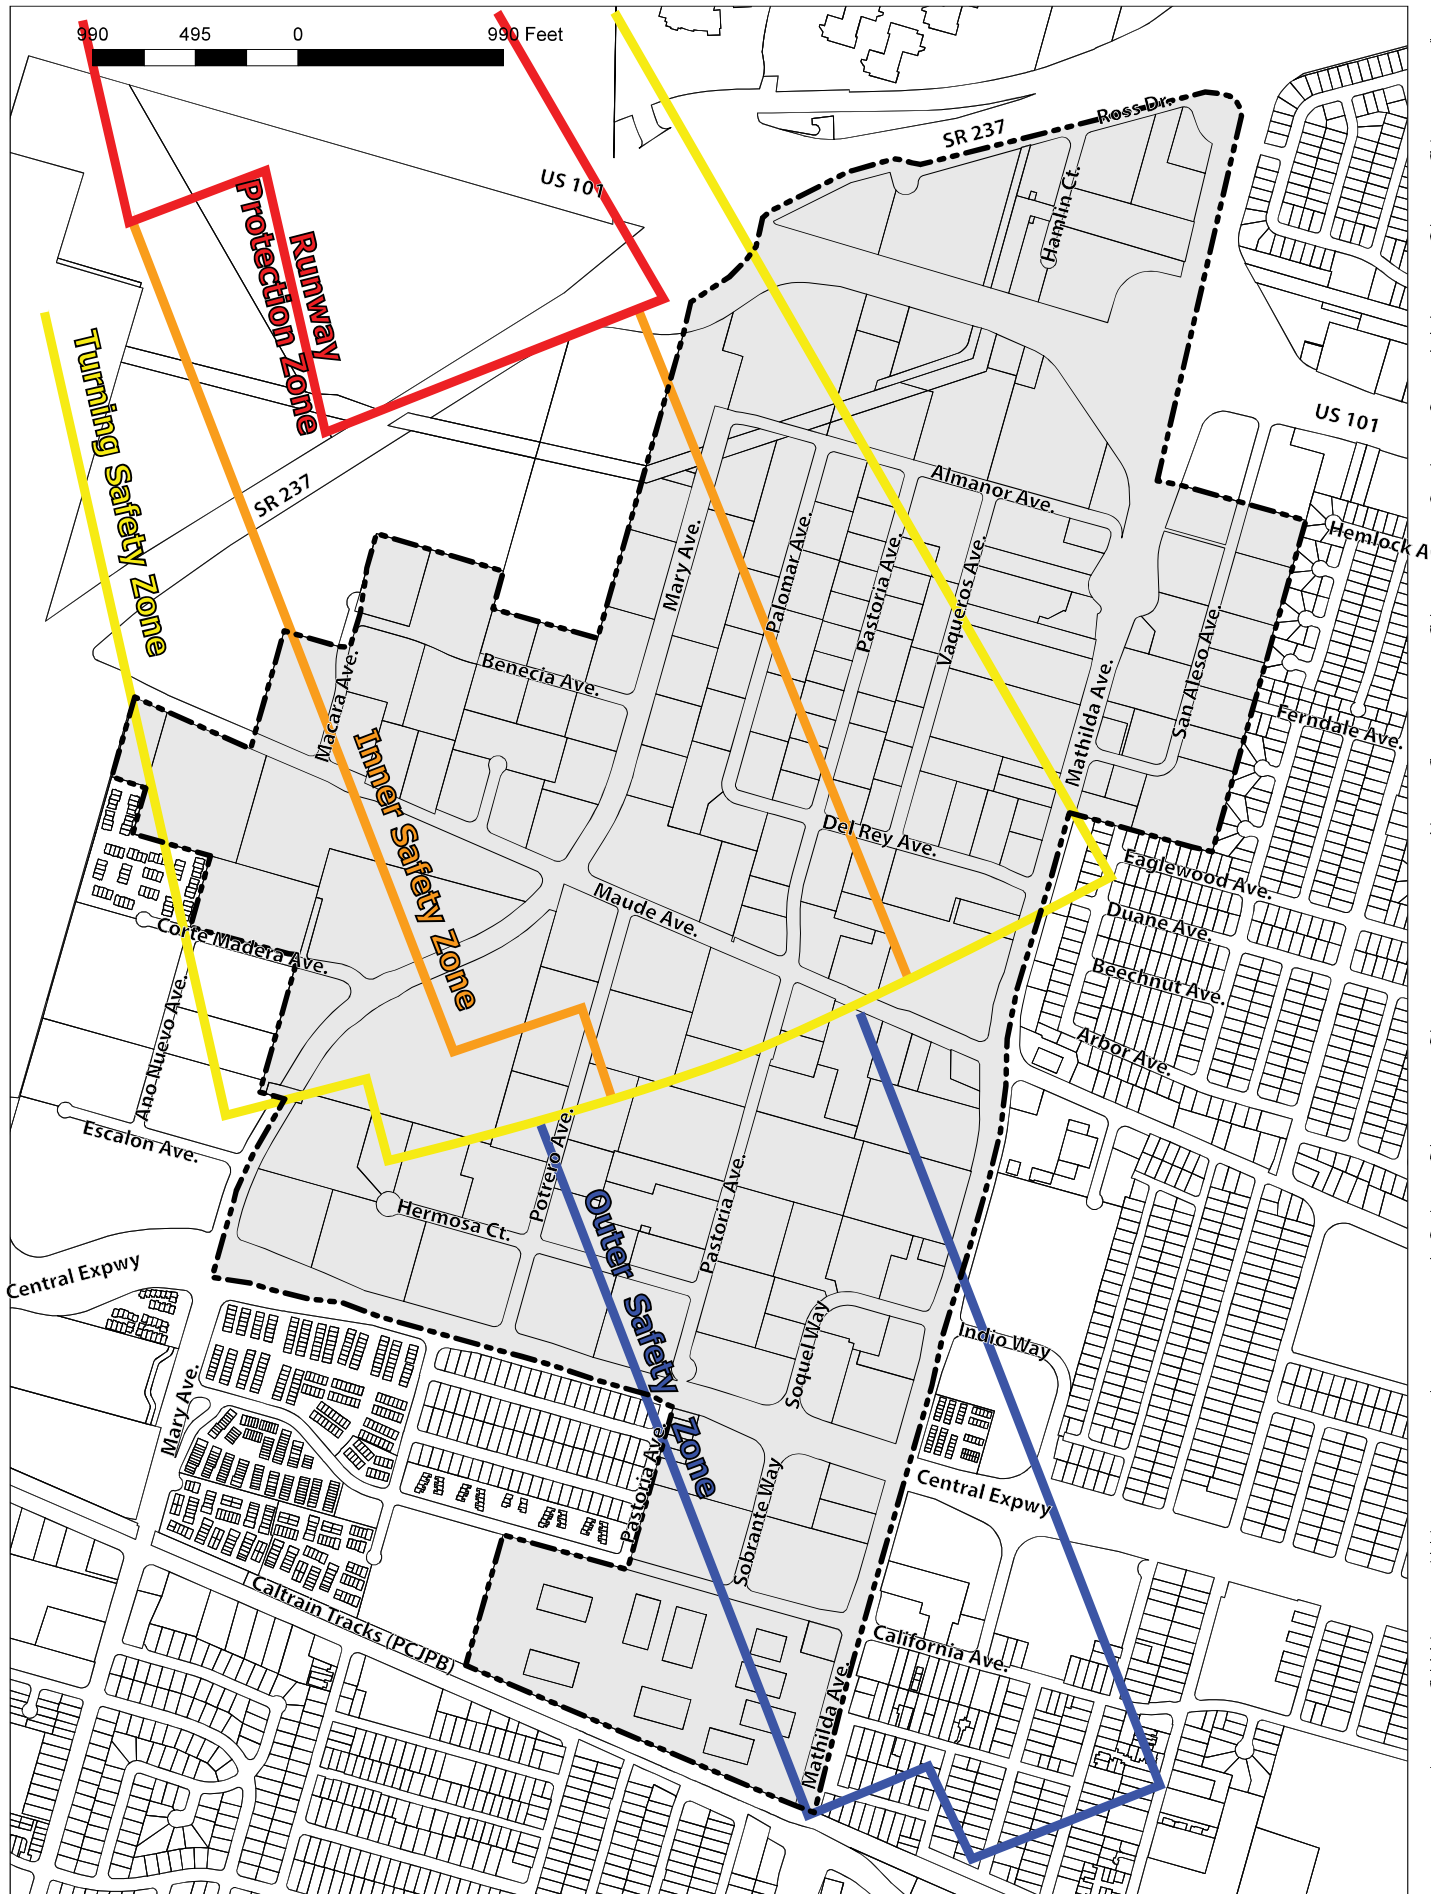 990 495 0 990 Feet
Ross Dr.
SR 237
US 101
Hamlin Ct.
Runway
Protection Zone
Turning Safety Zone
US 101
SR 237
Almanor Ave.
Hemlock A
Mary Ave.
Palomar Ave.
Pastoria Ave.
Vaqueros Ave.
San Aleso Ave.
Benecia Ave.
Macara Ave.
Mathilda Ave.
Ferndale Ave.
Inner Safety Zone
Del Rey Ave.
Eaglewood Ave.
Maude Ave.
Duane Ave.
Corte Madera Ave.
Beechnut Ave.
Ano Nuevo Ave.
Arbor Ave.
Escalon Ave.
Potrero Ave.
Pastoria Ave.
Hermosa Ct.
Outer Safety Zone
Central Expwy
Soquel Way
Indio Way
Mary Ave.
Pastoria Ave.
Central Expwy
Sobrante Way
Caltrain Tracks (PCJPB)
California Ave.
Mathilda Ave.